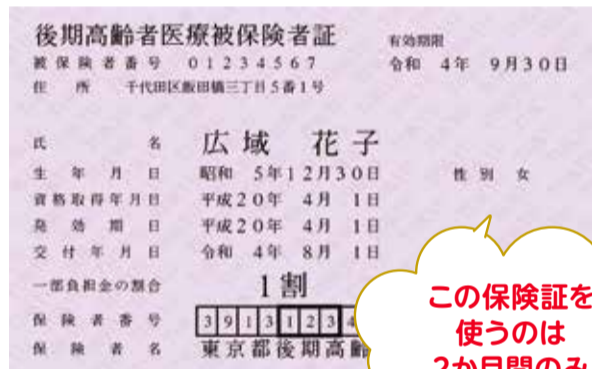 後期高齢者医療被保険者証
有効期限
被保険者番号 01234567
令和 4年 9月30日
住所 千代田区飯田橋三丁目5番1号
氏名 広域 花子
生年月日 昭和 5年12月30日 性別 女
資格取得年月日 平成20年 4月 1日
発効期日 平成20年 4月 1日
交付年月日 令和 4年 8月 1日
一部負担金の割合 1割
保険者番号 3913123
保険者名 東京都後期高齢
この保険証を
使うのは
2か月間のみ